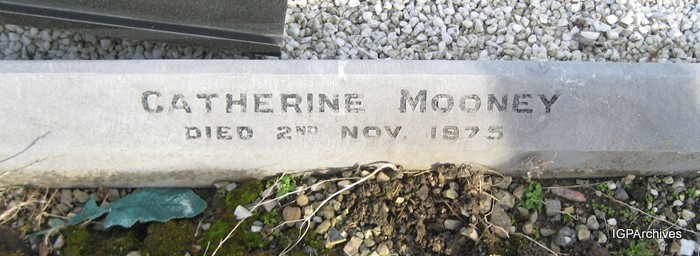 CATHERINE MOONEY
DIED 2ND NOV. 1975
IGPArchives